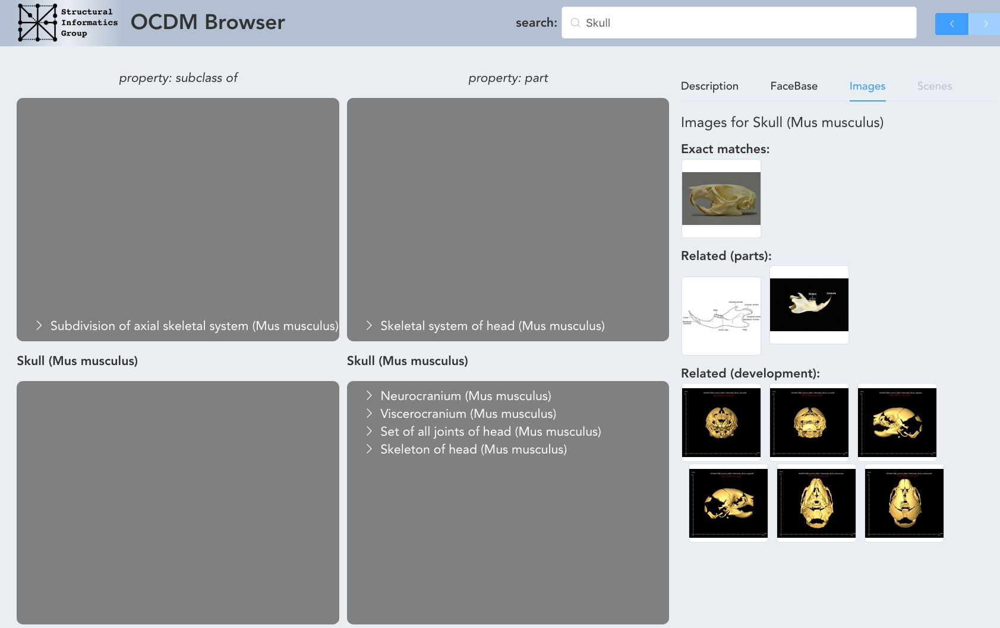 Structural
Informatics
Group
OCDM Browser
search:
Skull
property: subclass of
property: part
Description
FaceBase
Images
Scenes
Subdivision of axial skeletal system (Mus musculus)
Skeletal system of head (Mus musculus)
Skull (Mus musculus)
Skull (Mus musculus)
Neurocranium (Mus musculus)
Viscerocranium (Mus musculus)
Set of all joints of head (Mus musculus)
Skeleton of head (Mus musculus)
Images for Skull (Mus musculus)
Exact matches:
Related (parts):
Molars
Incisors
Related (development):